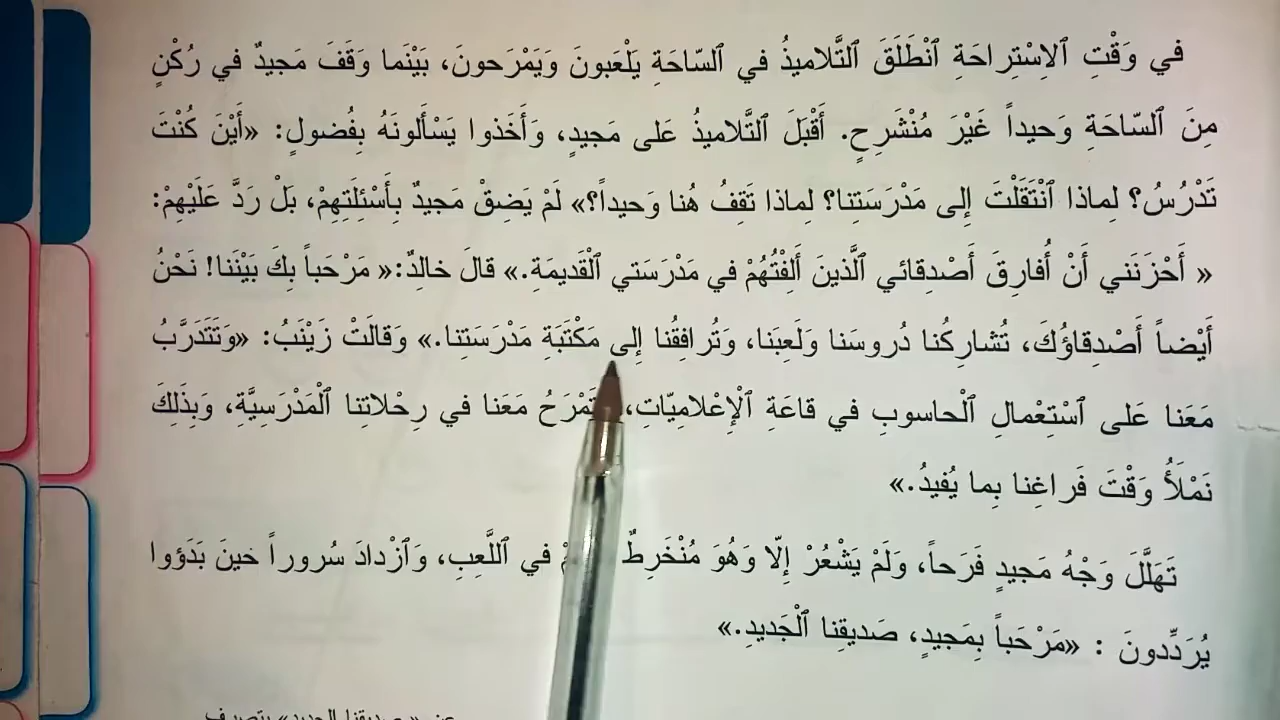 في وَقْتِ ٱلِاسْتِراحَةِ ٱنْطَلَقَ ٱلتَّلاميذُ في ٱلسّاحَةِ يَلْعَبونَ وَيَمْرَحونَ، بَيْنَما وَقَفَ مَجيدٌ في رُكْنٍ
مِنَ ٱلسّاحَةِ وَحيداً غَيْرَ مُنْشَرِحٍ. أَقْبَلَ ٱلتَّلاميذُ عَلى مَجيدٍ، وَأَخَذوا يَسْأَلونَهُ بِفُضولٍ: «أَيْنَ كُنْتَ
تَدْرُسُ؟ لِماذا ٱنْتَقَلْتَ إِلى مَدْرَسَتِنا؟ لِماذا تَقِفُ هُنا وَحيداً؟» لَمْ يَضِقْ مَجيدٌ بِأَسْئِلَتِهِمْ، بَلْ رَدَّ عَلَيْهِمْ:
« أَحْزَنَني أَنْ أُفارِقَ أَصْدِقائي ٱلَّذينَ أَلِفْتُهُمْ في مَدْرَسَتي ٱلْقَديمَةِ.» قالَ خالِدٌ:« مَرْحَباً بِكَ بَيْنَنا! نَحْنُ
أَيْضاً أَصْدِقاؤُكَ، تُشارِكُنا دُروسَنا وَلَعِبَنا، وَتُرافِقُنا إِلى مَكْتَبَةِ مَدْرَسَتِنا.» وَقالَتْ زَيْنَبُ: «وَتَتَدَرَّبُ
مَعَنا عَلى ٱسْتِعْمالِ ٱلْحاسوبِ في قاعَةِ ٱلْإِعْلامِيّاتِ، تَمْرَحُ مَعَنا في رِحْلاتِنا ٱلْمَدْرَسِيَّةِ، وَبِذَلِكَ
نَمْلَأُ وَقْتَ فَراغِنا بِما يُفيدُ.»
تَهَلَّلَ وَجْهُ مَجيدٍ فَرَحاً، وَلَمْ يَشْعُرْ إِلّا وَهُوَ مُنْخَرِطٌ في ٱللَّعِبِ، وَٱزْدادَ سُروراً حينَ بَدَؤوا
يُرَدِّدونَ : «مَرْحَباً بِمَجيدٍ، صَديقِنا ٱلْجَديدِ.»